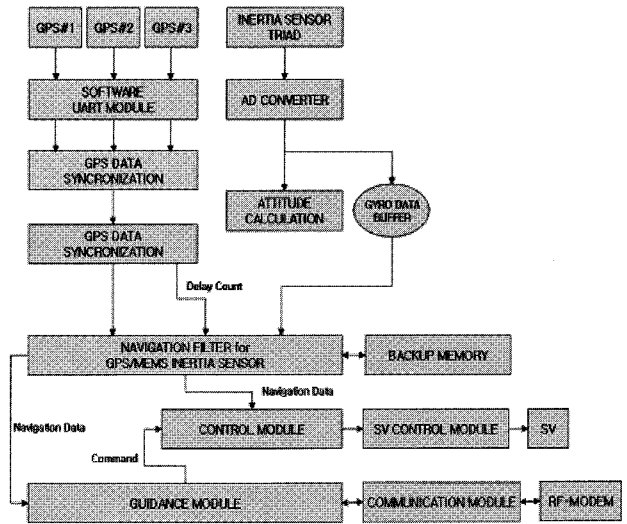 GPS#1 GPS#2 GPS#3
INERTIA SENSOR
TRIAD
SOFTWARE
UART MODULE
AD CONVERTER
GPS DATA
SYNCRONIZATION
ATTITUDE
CALCULATION
GYRO DATA
BUFFER
GPS DATA
SYNCRONIZATION
Delay Count
NAVIGATION FILTER for
GPS/MEMS INERTIA SENSOR
BACKUP MEMORY
Navigation Data
Navigation Data
CONTROL MODULE
SV CONTROL MODULE
SV
Command
GUIDANCE MODULE
COMMUNICATION MODULE
RF-MODEM